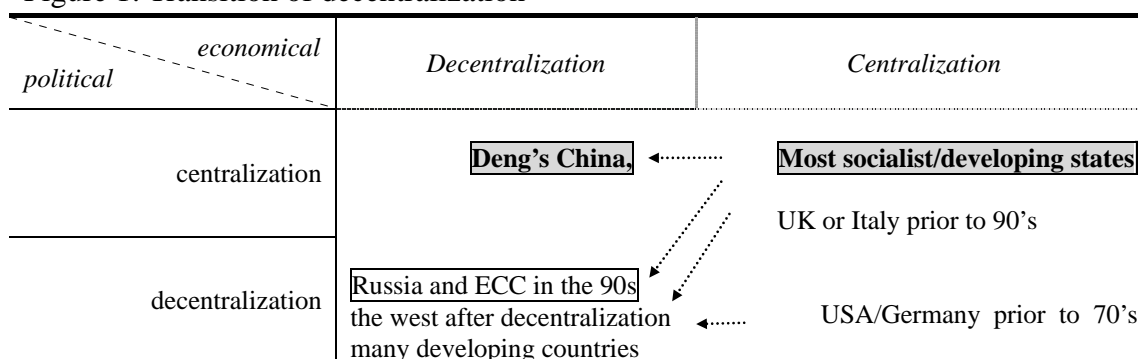 Figure 1. Transition of decentralization
economical
political
Decentralization
Centralization
centralization
Deng's China,
Most socialist/developing states
UK or Italy prior to 90's
decentralization
Russia and ECC in the 90s
the west after decentralization
many developing countries
USA/Germany prior to 70's